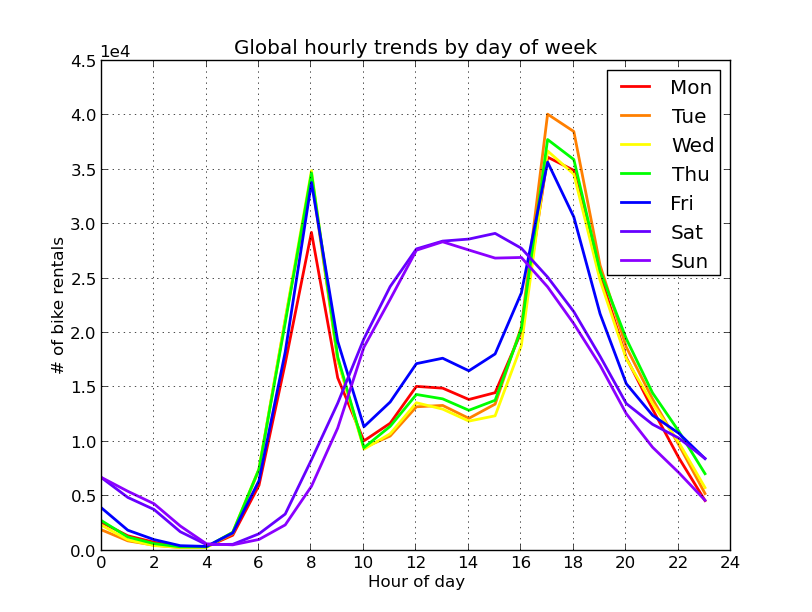 Global hourly trends by day of week
1e4
4.5
4.0
3.5
3.0
2.5
2.0
1.5
1.0
0.5
0.0
# of bike rentals
Mon
Tue
Wed
Thu
Fri
Sat
Sun
0 2 4 6 8 10 12 14 16 18 20 22 24
Hour of day